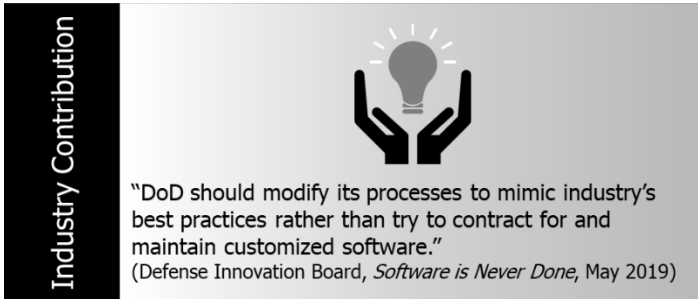 Industry Contribution
“DoD should modify its processes to mimic industry’s
best practices rather than try to contract for and
maintain customized software.”
(Defense Innovation Board, Software is Never Done, May 2019)